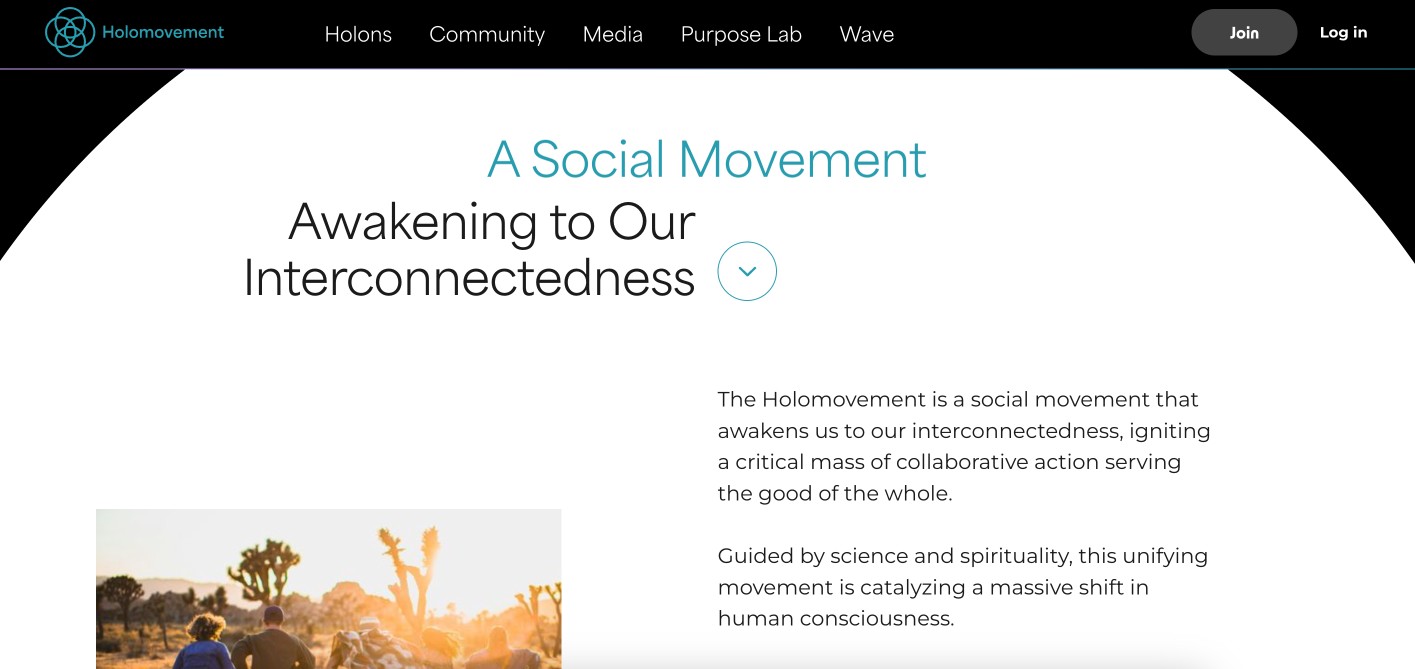 Holomovement
Holons
Community
Media
Purpose Lab
Wave
Join
Log in
A Social Movement
Awakening to Our
Interconnectedness
The Holomovement is a social movement that
awakens us to our interconnectedness, igniting
a critical mass of collaborative action serving
the good of the whole.
Guided by science and spirituality, this unifying
movement is catalyzing a massive shift in
human consciousness.